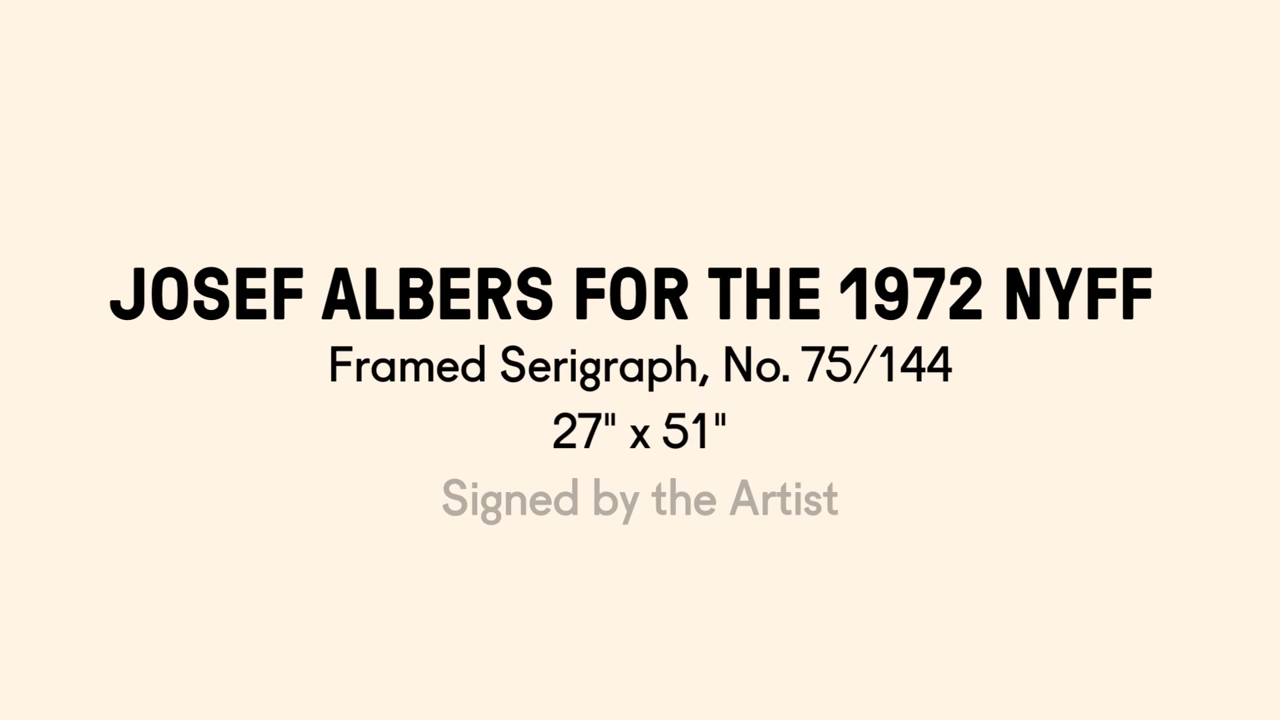 JOSEF ALBERS FOR THE 1972 NYFF
Framed Serigraph, No. 75/144
27" x 51"
Signed by the Artist